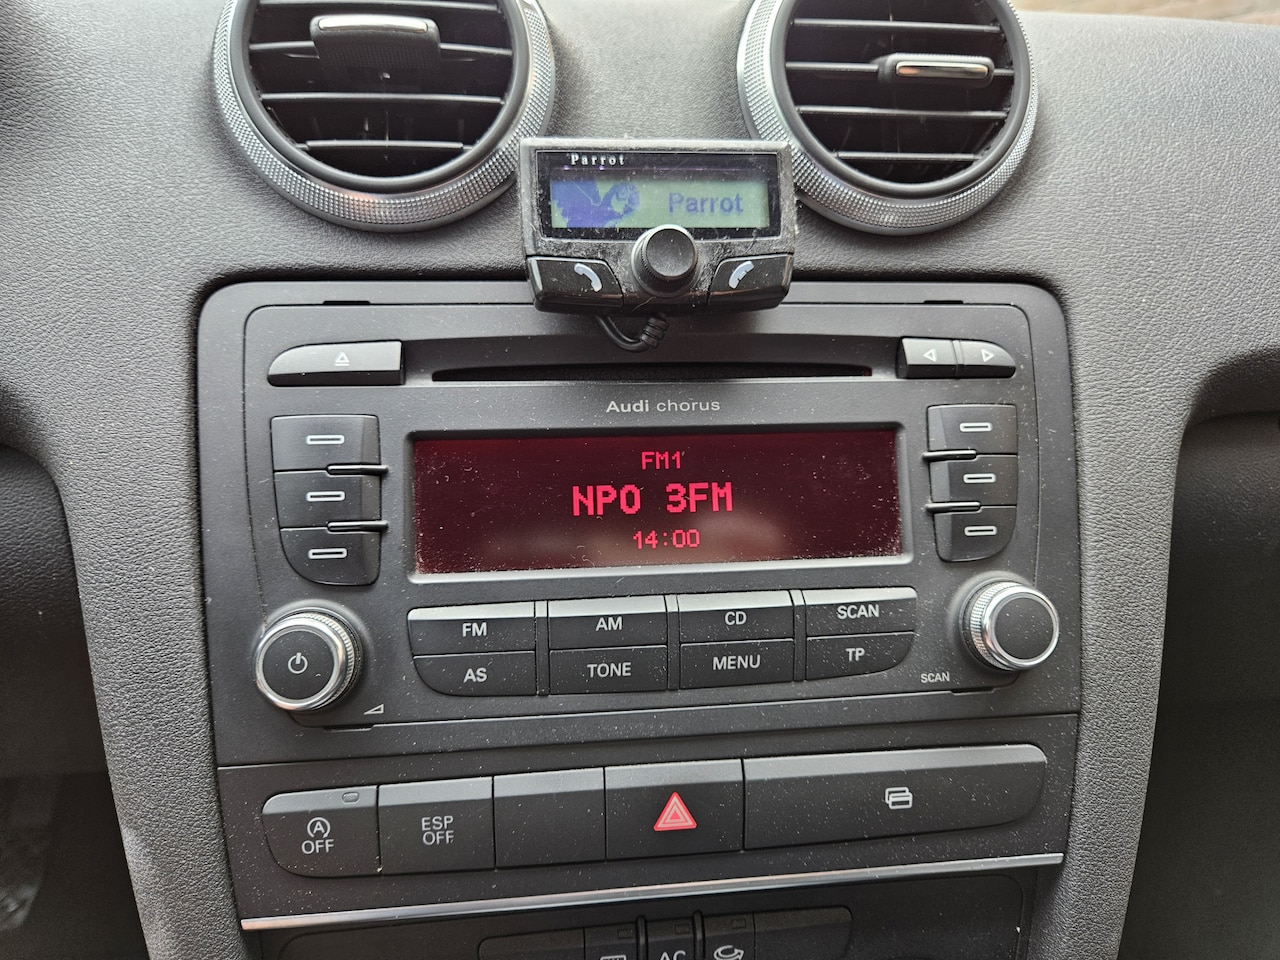 Parrot
Parrot
Audi chorus
FM1
NPO 3FM
14:00
FM
AM
CD
SCAN
AS
TONE
MENU
TP
SCAN
A
OFF
ESP
OFF
AC